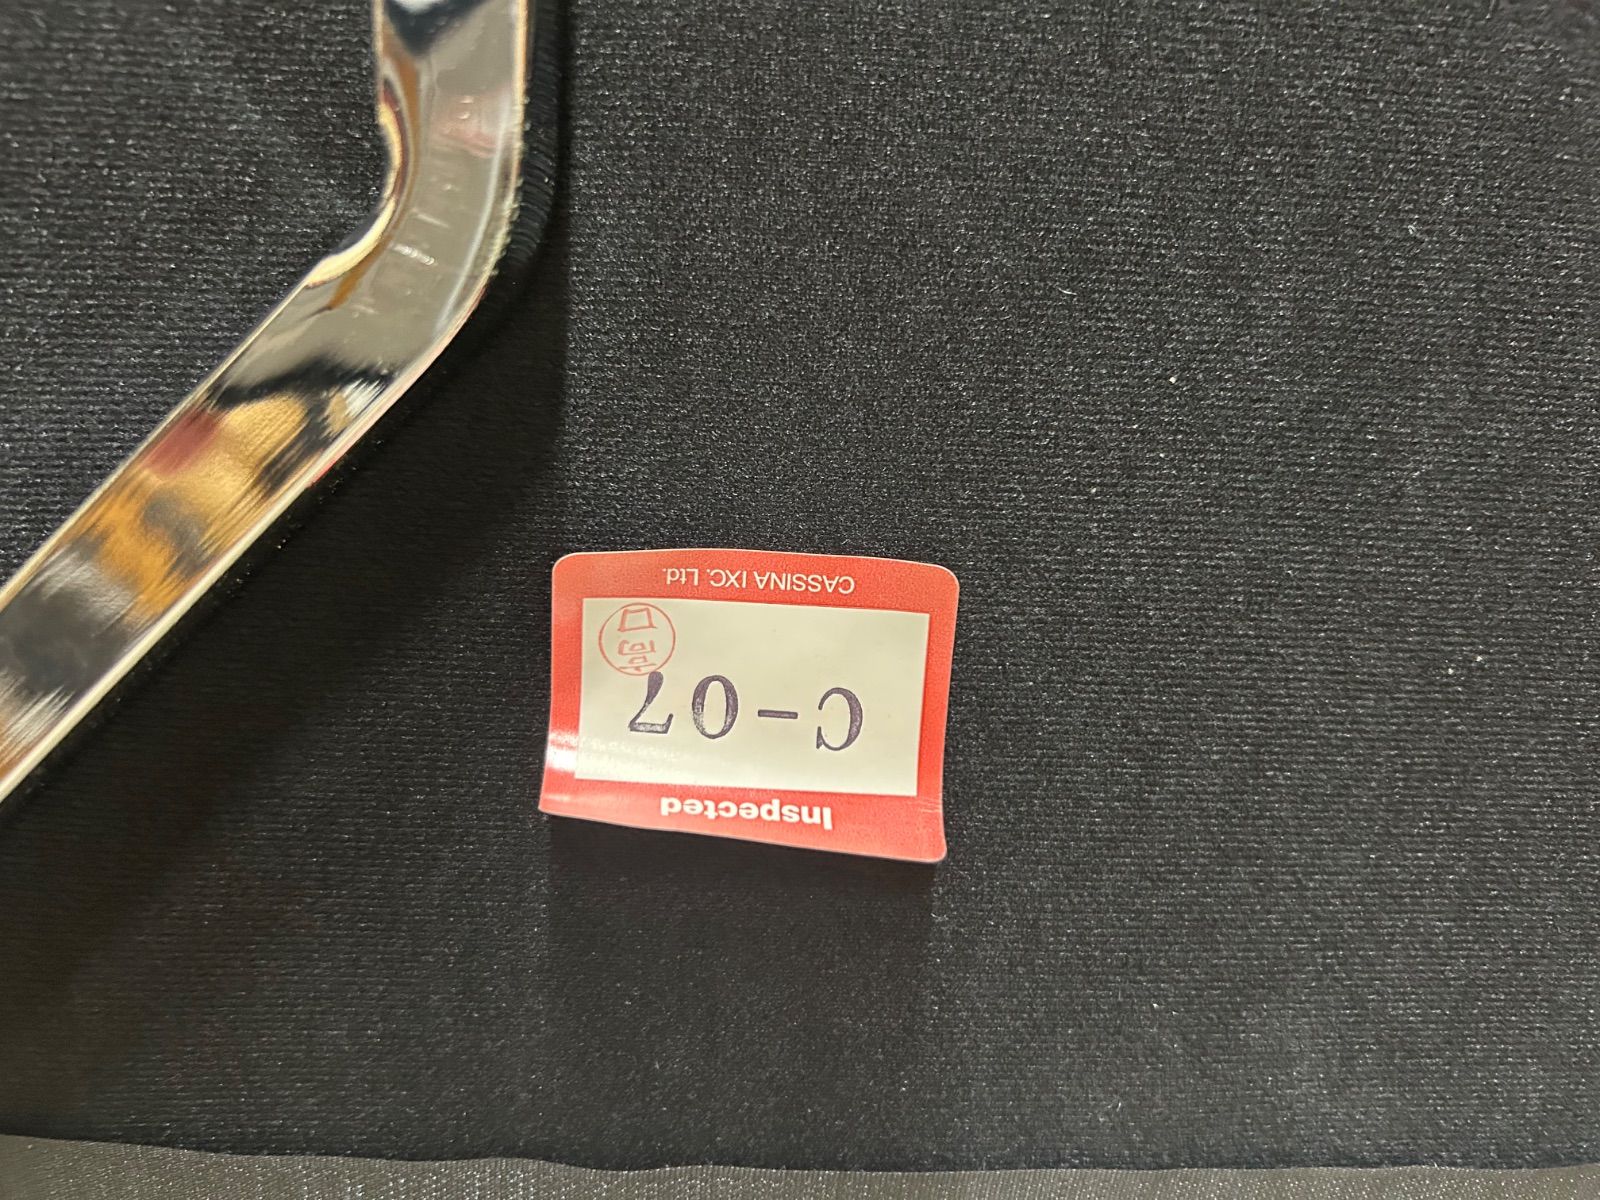 Inspected
C-07
CASSINA IXC. Ltd.